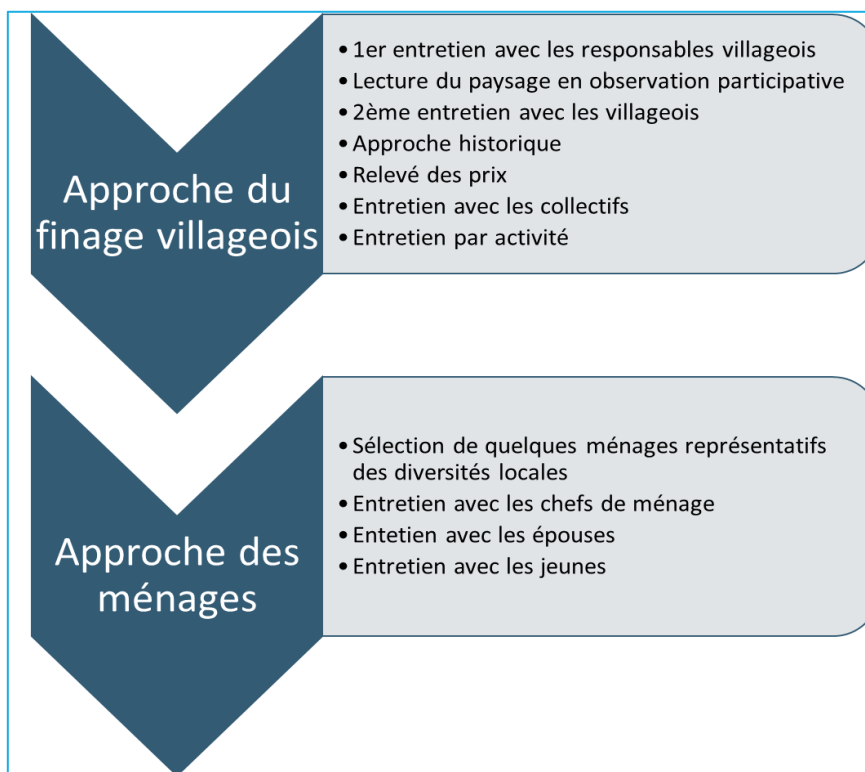 Approche du
finage villageois
• 1er entretien avec les responsables villageois
• Lecture du paysage en observation participative
• 2ème entretien avec les villageois
• Approche historique
• Relevé des prix
• Entretien avec les collectifs
• Entretien par activité
Approche des
ménages
• Sélection de quelques ménages représentatifs
des diversités locales
• Entretien avec les chefs de ménage
• Entetien avec les épouses
• Entretien avec les jeunes